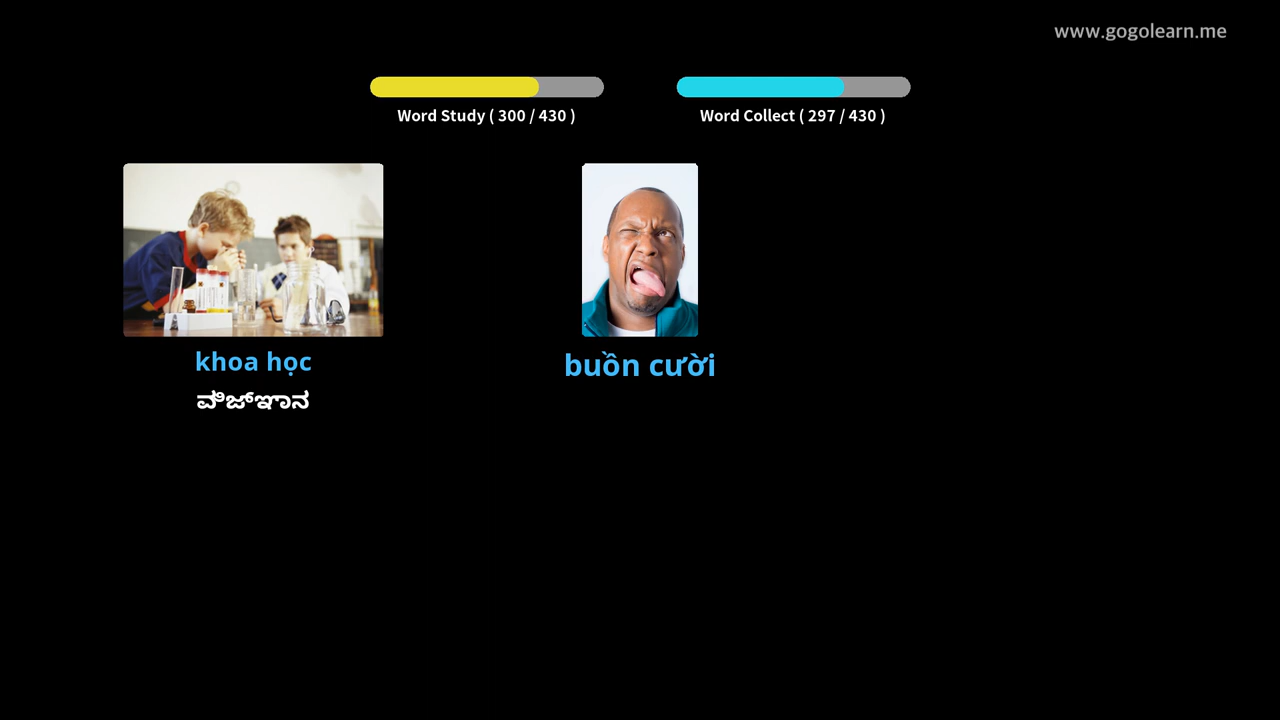 www.gogolearn.me
Word Study ( 300 / 430 )
Word Collect ( 297 / 430 )
khoa học
buồn cười
ವಿಜ್ಞಾನ